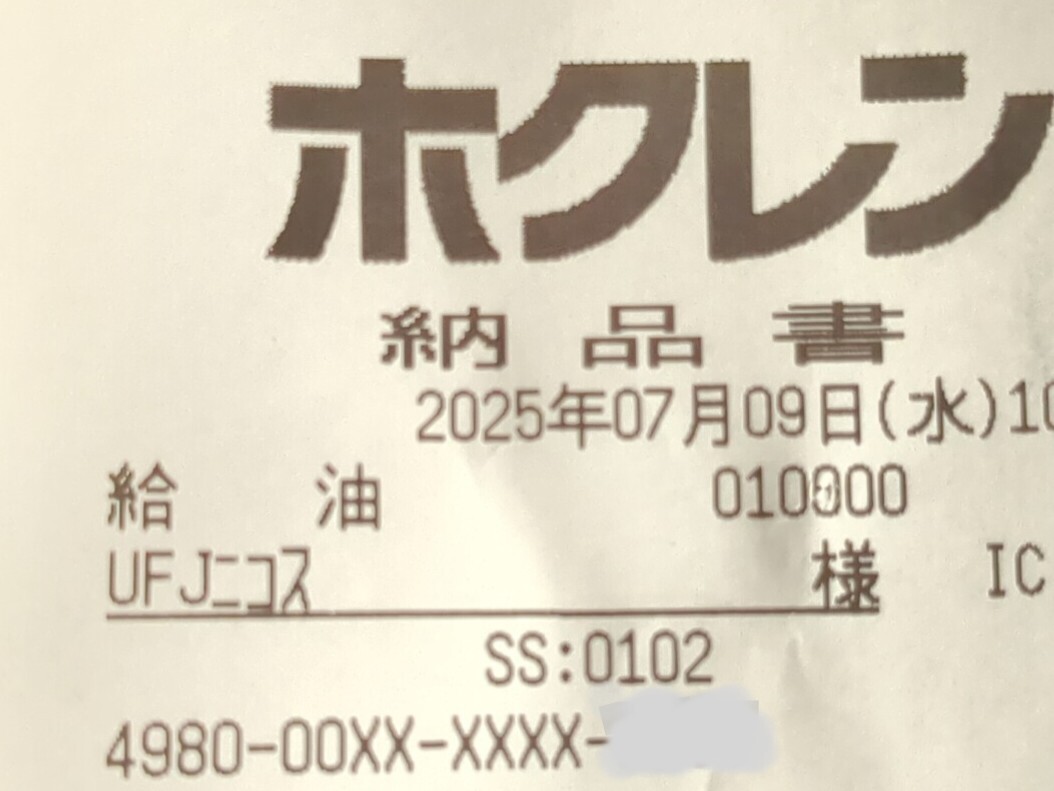 ホクレン
納品書
2025年07月09日(水)10
給 油 010000
UFJニコス 様 IC
SS:0102
4980-00XX-XXXX-